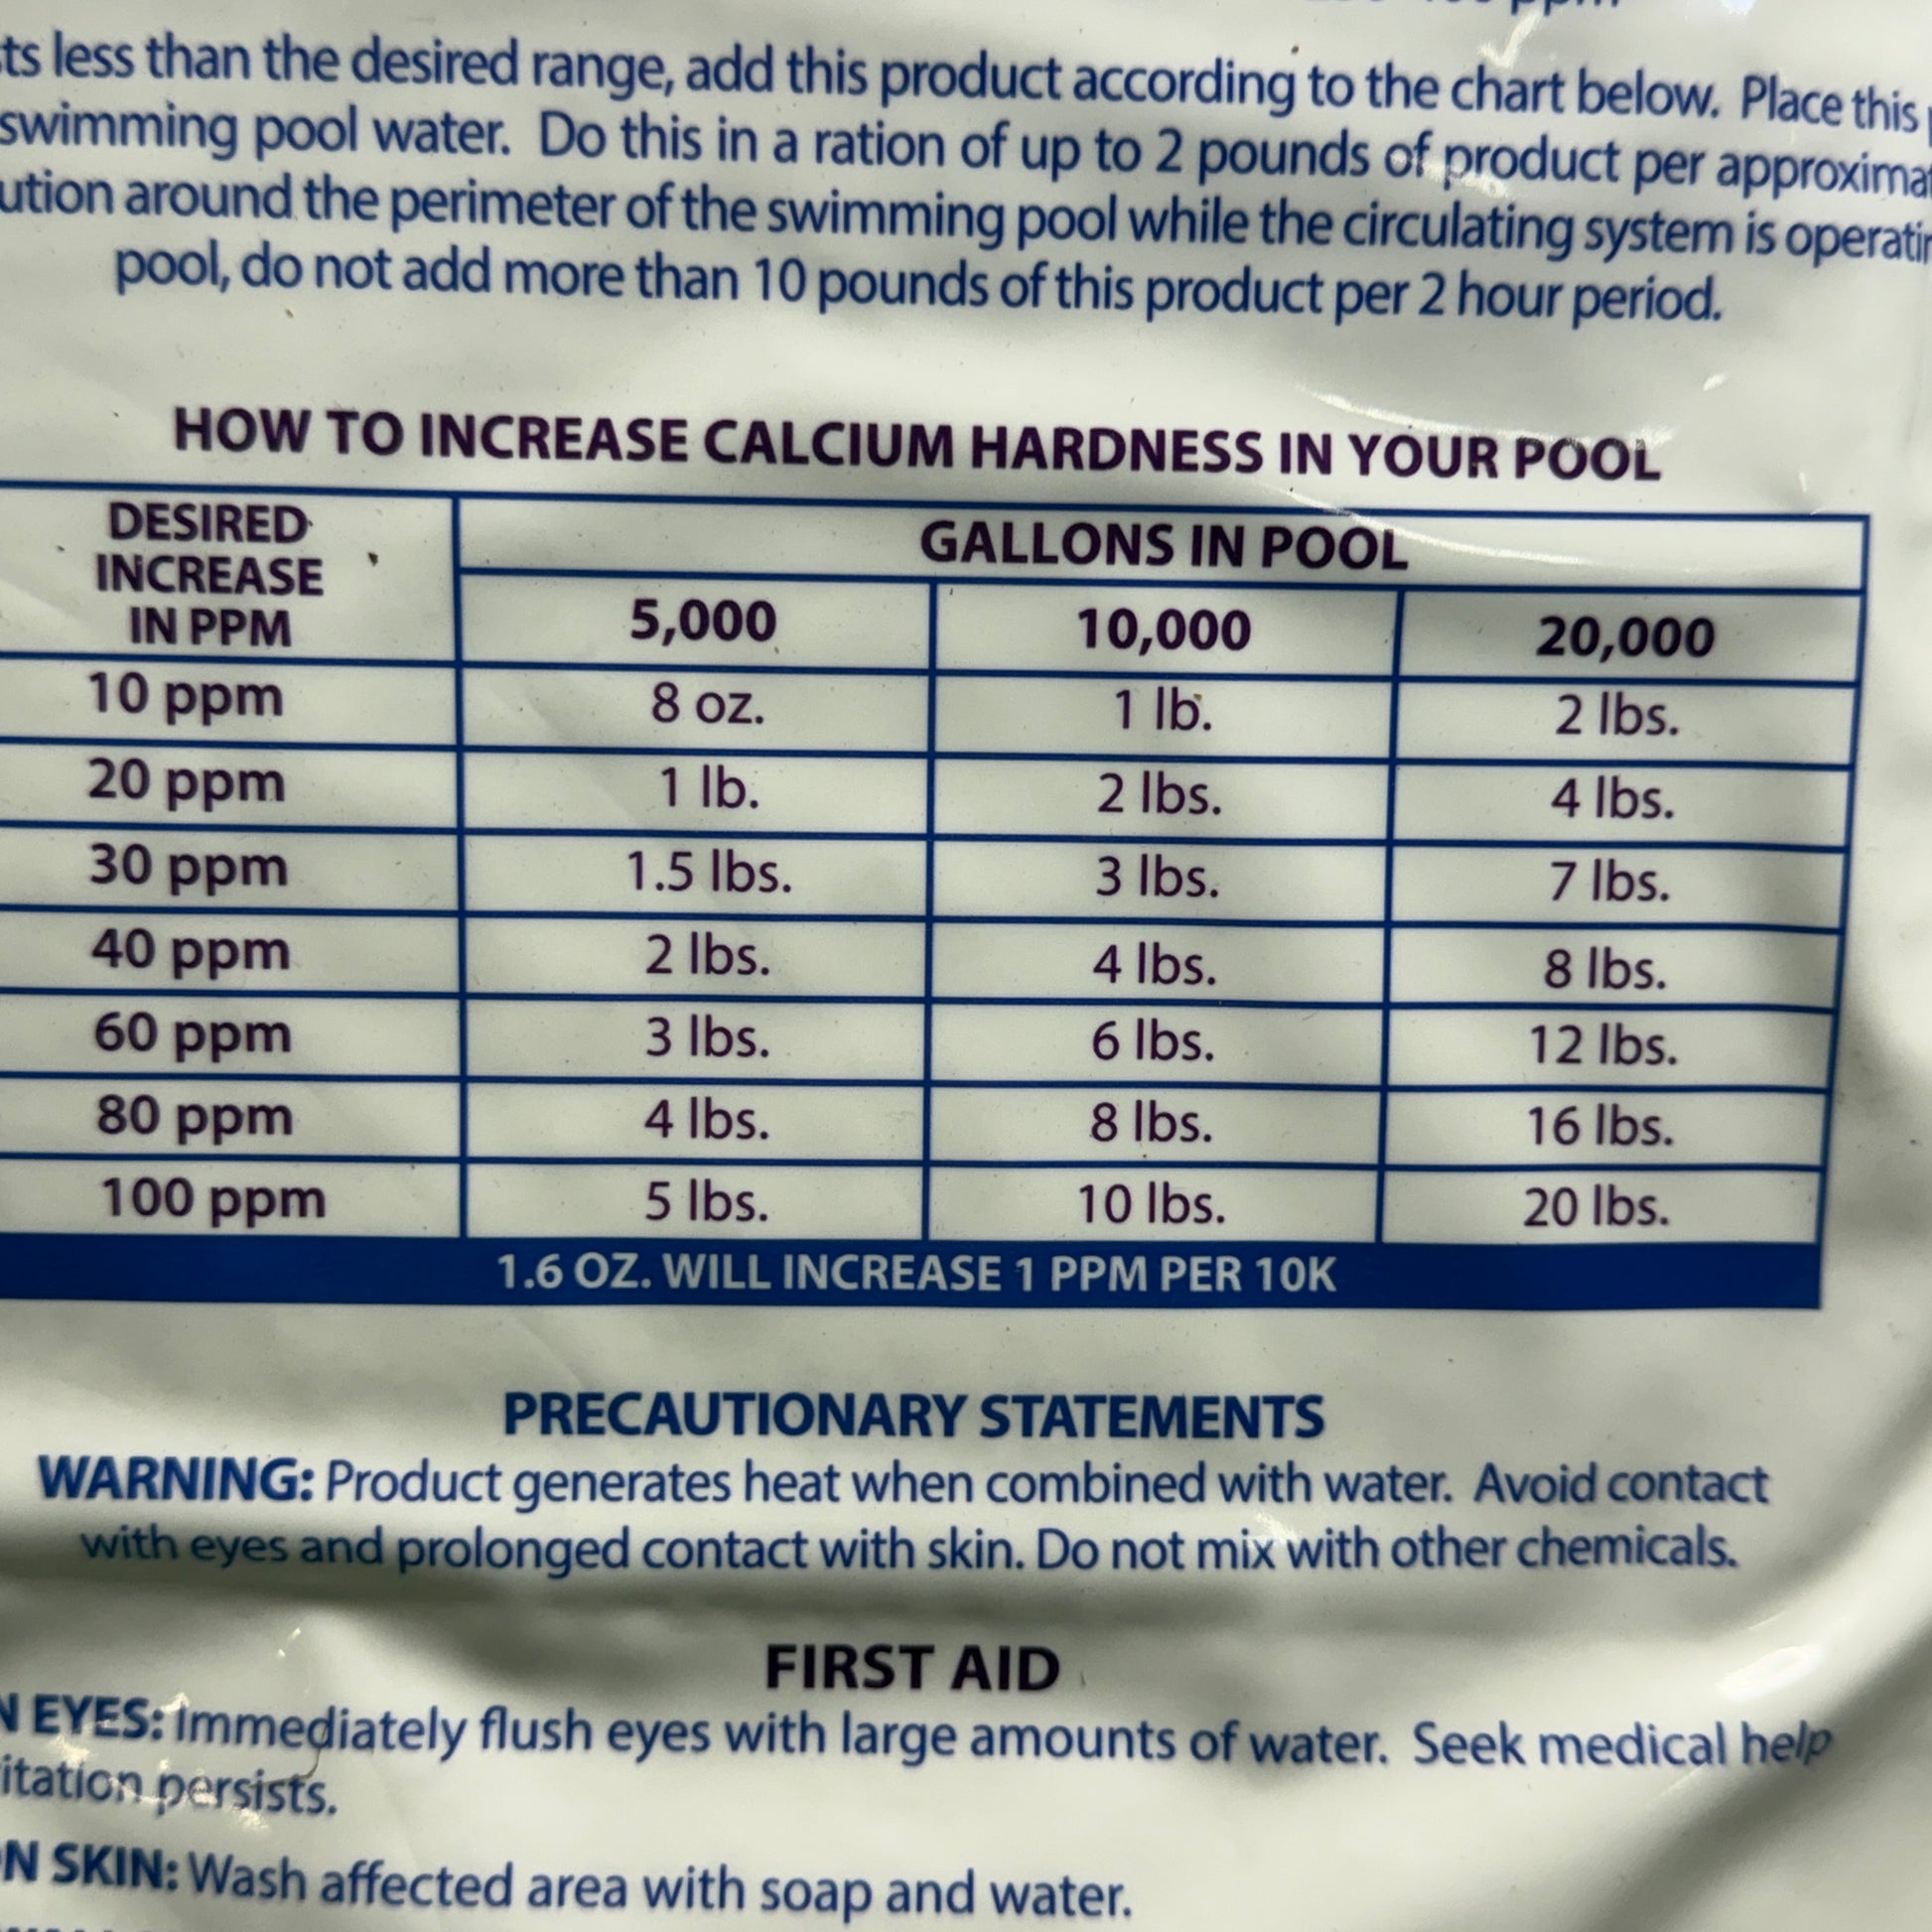 ts less than the desired range, add this product according to the chart below. Place this
swimming pool water. Do this in a ration of up to 2 pounds of product per approximat
ution around the perimeter of the swimming pool while the circulating system is operatin
pool, do not add more than 10 pounds of this product per 2 hour period.
HOW TO INCREASE CALCIUM HARDNESS IN YOUR POOL
DESIRED INCREASE IN PPM GALLONS IN POOL
5,000 10,000 20,000
10 ppm 8 oz. 1 lb. 2 lbs.
20 ppm 1 lb. 2 lbs. 4 lbs.
30 ppm 1.5 lbs. 3 lbs. 7 lbs.
40 ppm 2 lbs. 4 lbs. 8 lbs.
60 ppm 3 lbs. 6 lbs. 12 lbs.
80 ppm 4 lbs. 8 lbs. 16 lbs.
100 ppm 5 lbs. 10 lbs. 20 lbs.
1.6 OZ. WILL INCREASE 1 PPM PER 10K
PRECAUTIONARY STATEMENTS
WARNING: Product generates heat when combined with water. Avoid contact
with eyes and prolonged contact with skin. Do not mix with other chemicals.
FIRST AID
N EYES: Immediately flush eyes with large amounts of water. Seek medical help
itation persists.
N SKIN: Wash affected area with soap and water.